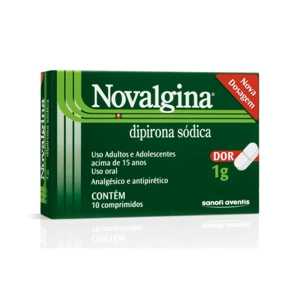 Nova
Dosagem
Novalgina®
dipirona sódica
Uso Adultos e Adolescentes
acima de 15 anos
Uso oral
Analgésico e antipirético
DOR
1g
CONTÉM
10 comprimidos
sanofi aventis